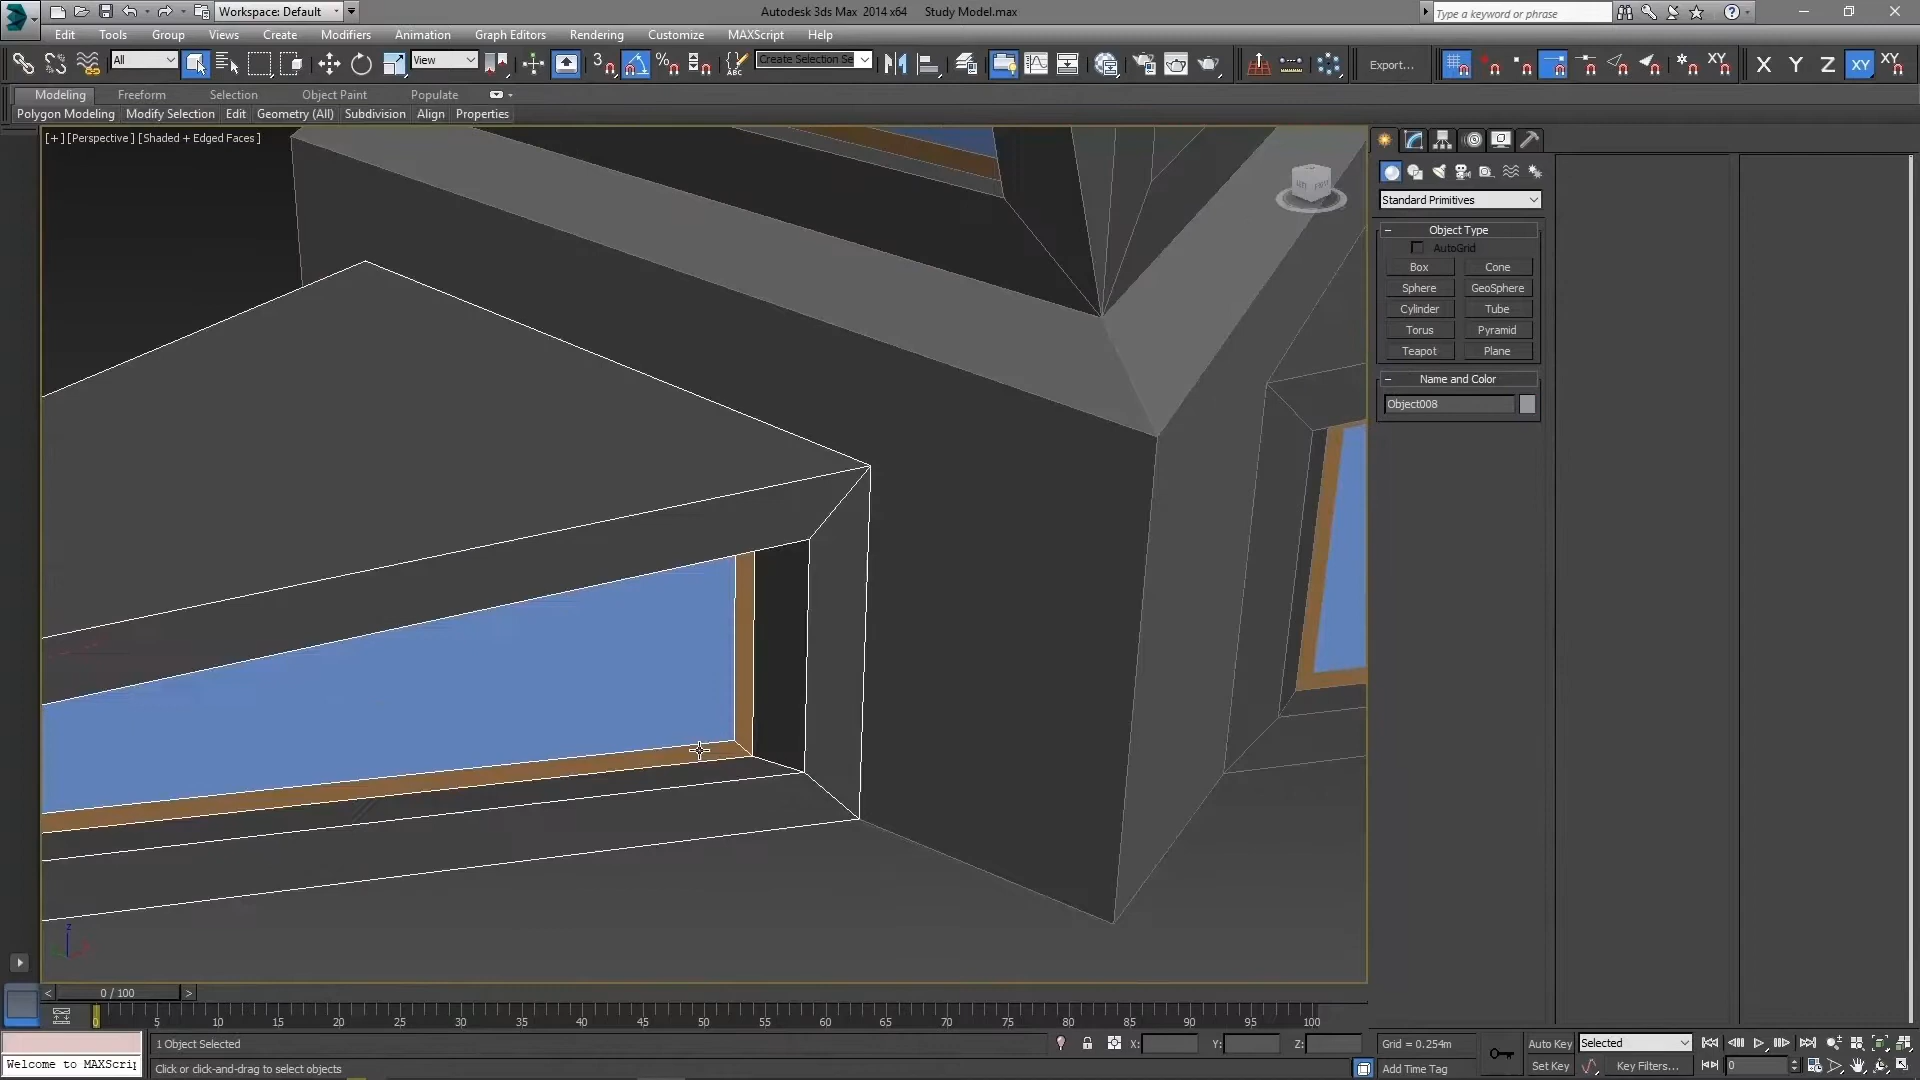 Workspace: Default
Autodesk 3ds Max 2014 x64 Study Model.max
Type a keyword or phrase
Edit Tools Group Views Create Modifiers Animation Graph Editors Rendering Customize MAXScript Help
All
View
3
Create Selection Se
Export...
XY
X Y Z XY XY
Modeling Freeform Selection Object Paint Populate
Polygon Modeling Modify Selection Edit Geometry (All) Subdivision Align Properties
[+][Perspective][Shaded + Edged Faces]
Standard Primitives
Object Type
AutoGrid
Box Cone
Sphere GeoSphere
Cylinder Tube
Torus Pyramid
Teapot Plane
Name and Color
Object008
z
< 0 / 100 >
0 5 10 15 20 25 30 35 40 45 50 55 60 65 70 75 80 85 90 95 100
1 Object Selected
X: Y: Z:
Grid = 0.254m
Auto Key
Selected
Welcome to MAXScrip
Click or click-and-drag to select objects
Add Time Tag
Set Key
Key Filters...
0